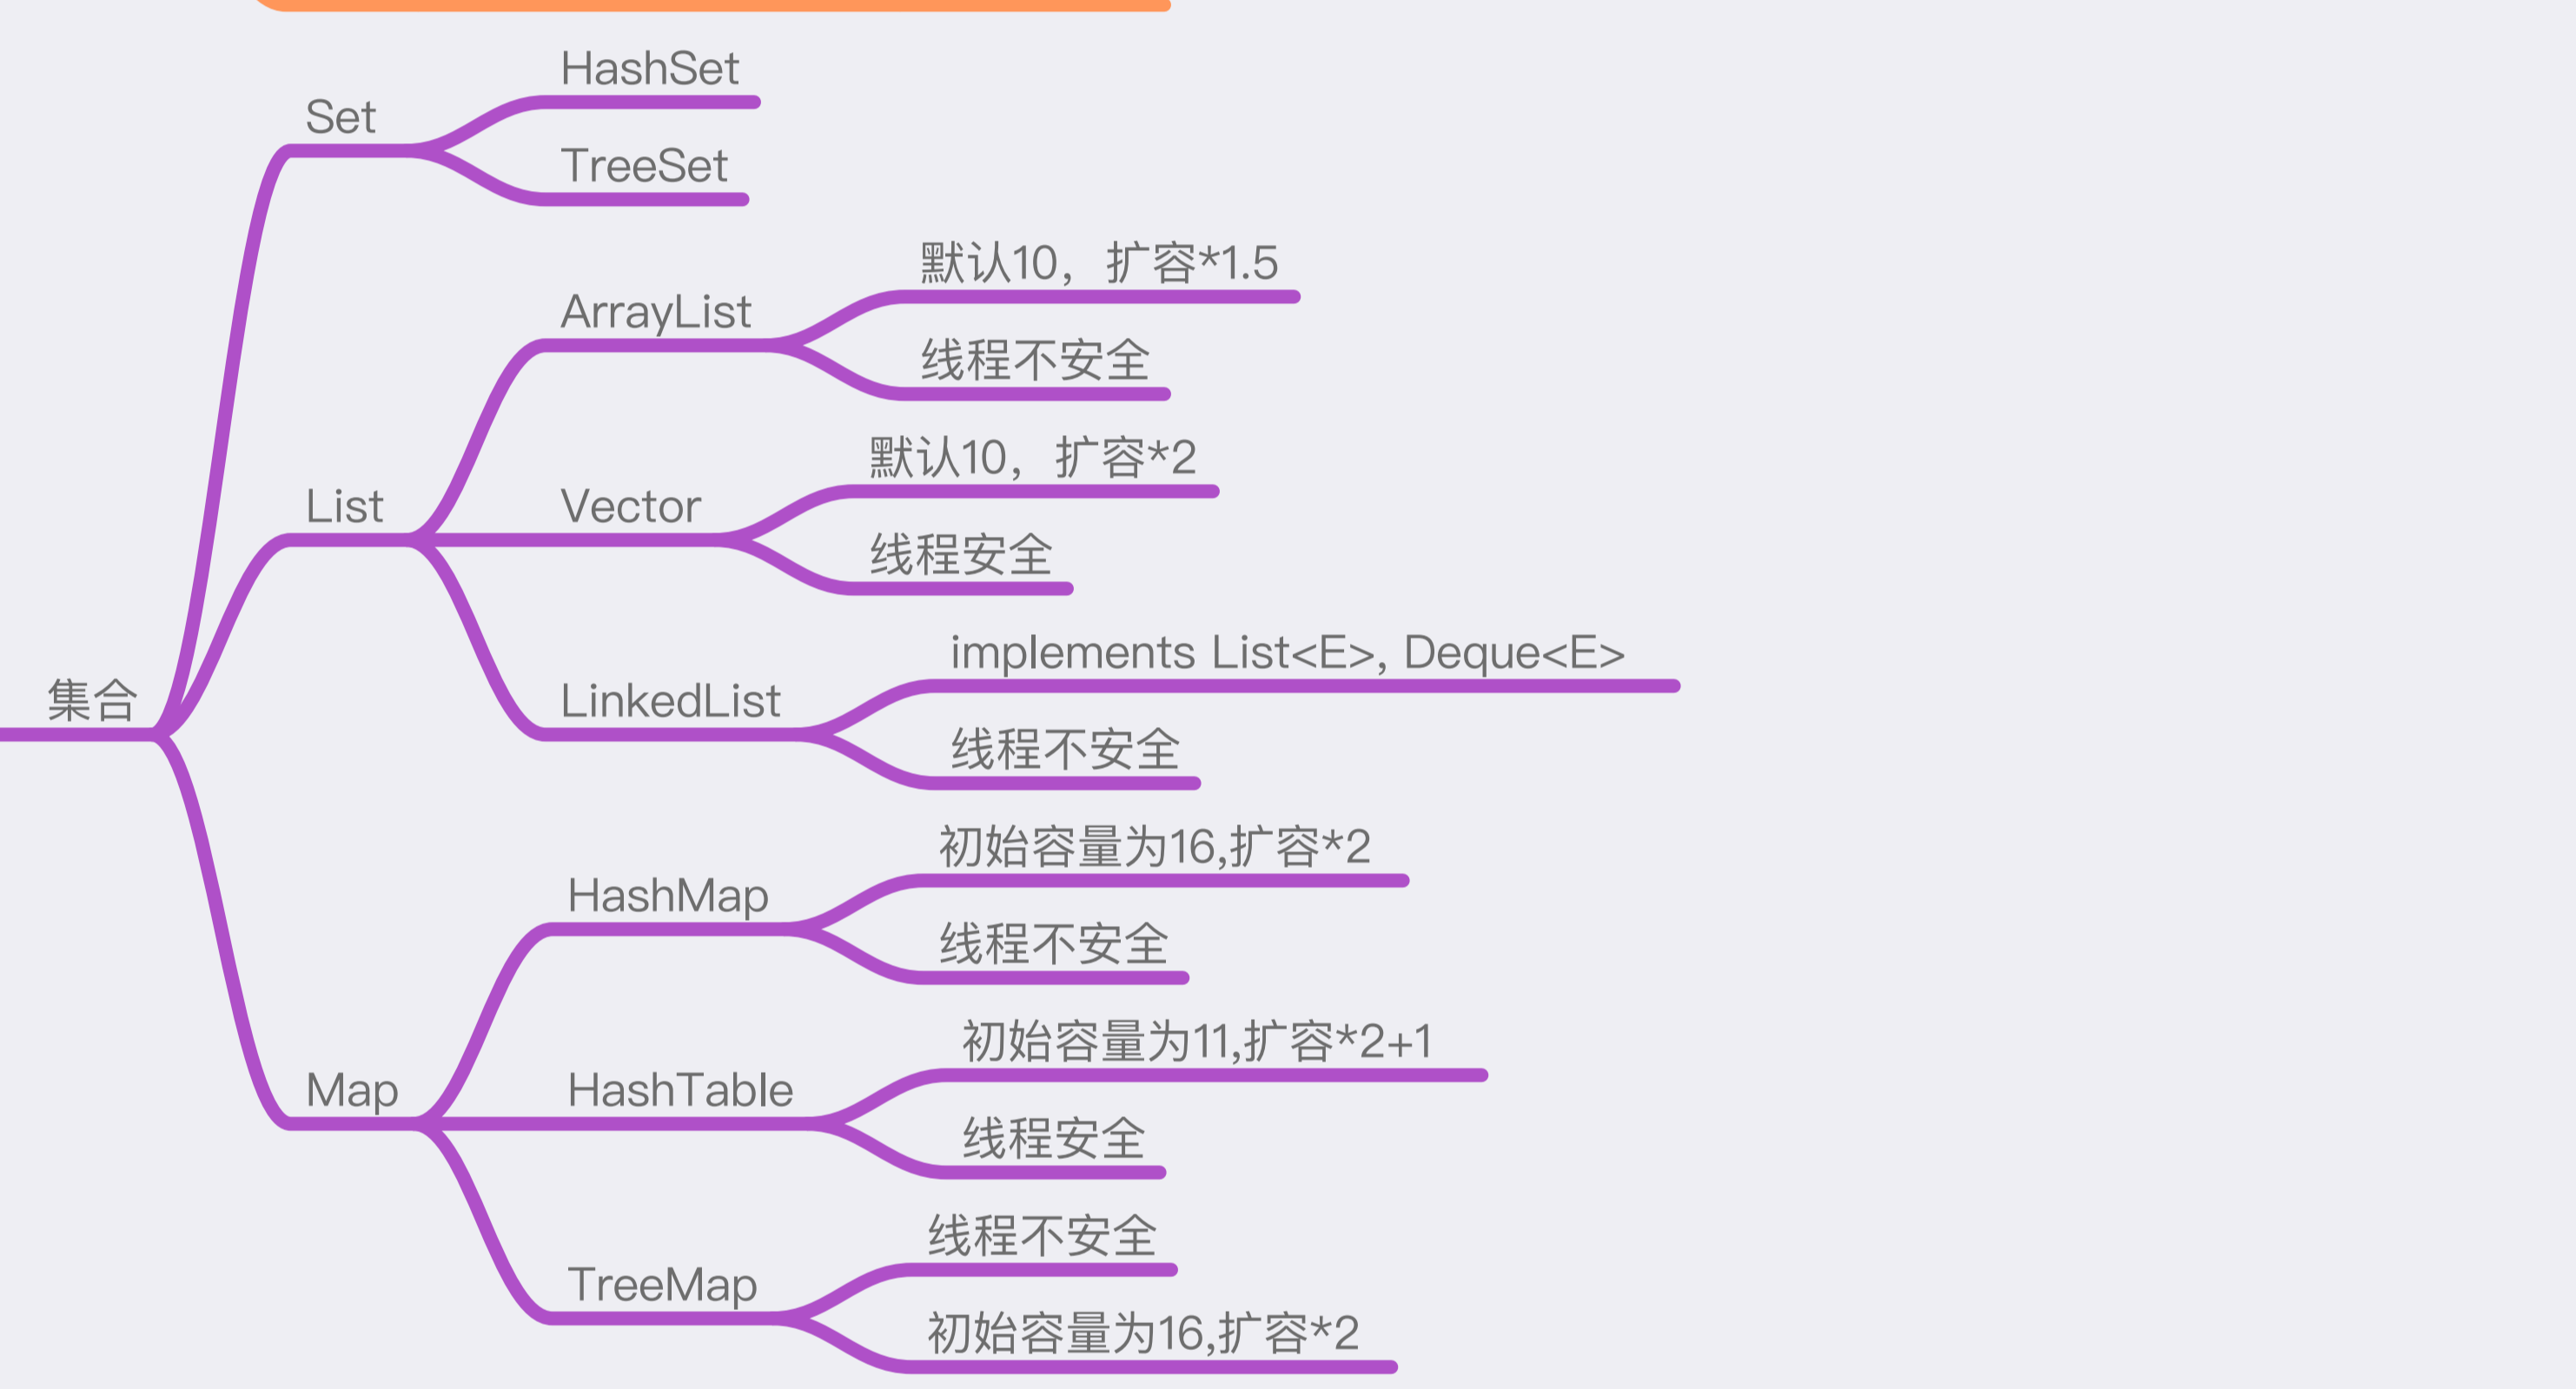 集合
Set
HashSet
TreeSet
List
ArrayList
默认10，扩容*1.5
线程不安全
Vector
默认10，扩容*2
线程安全
LinkedList
implements List<E>, Deque<E>
线程不安全
Map
HashMap
初始容量为16,扩容*2
线程不安全
HashTable
初始容量为11,扩容*2+1
线程安全
TreeMap
线程不安全
初始容量为16,扩容*2